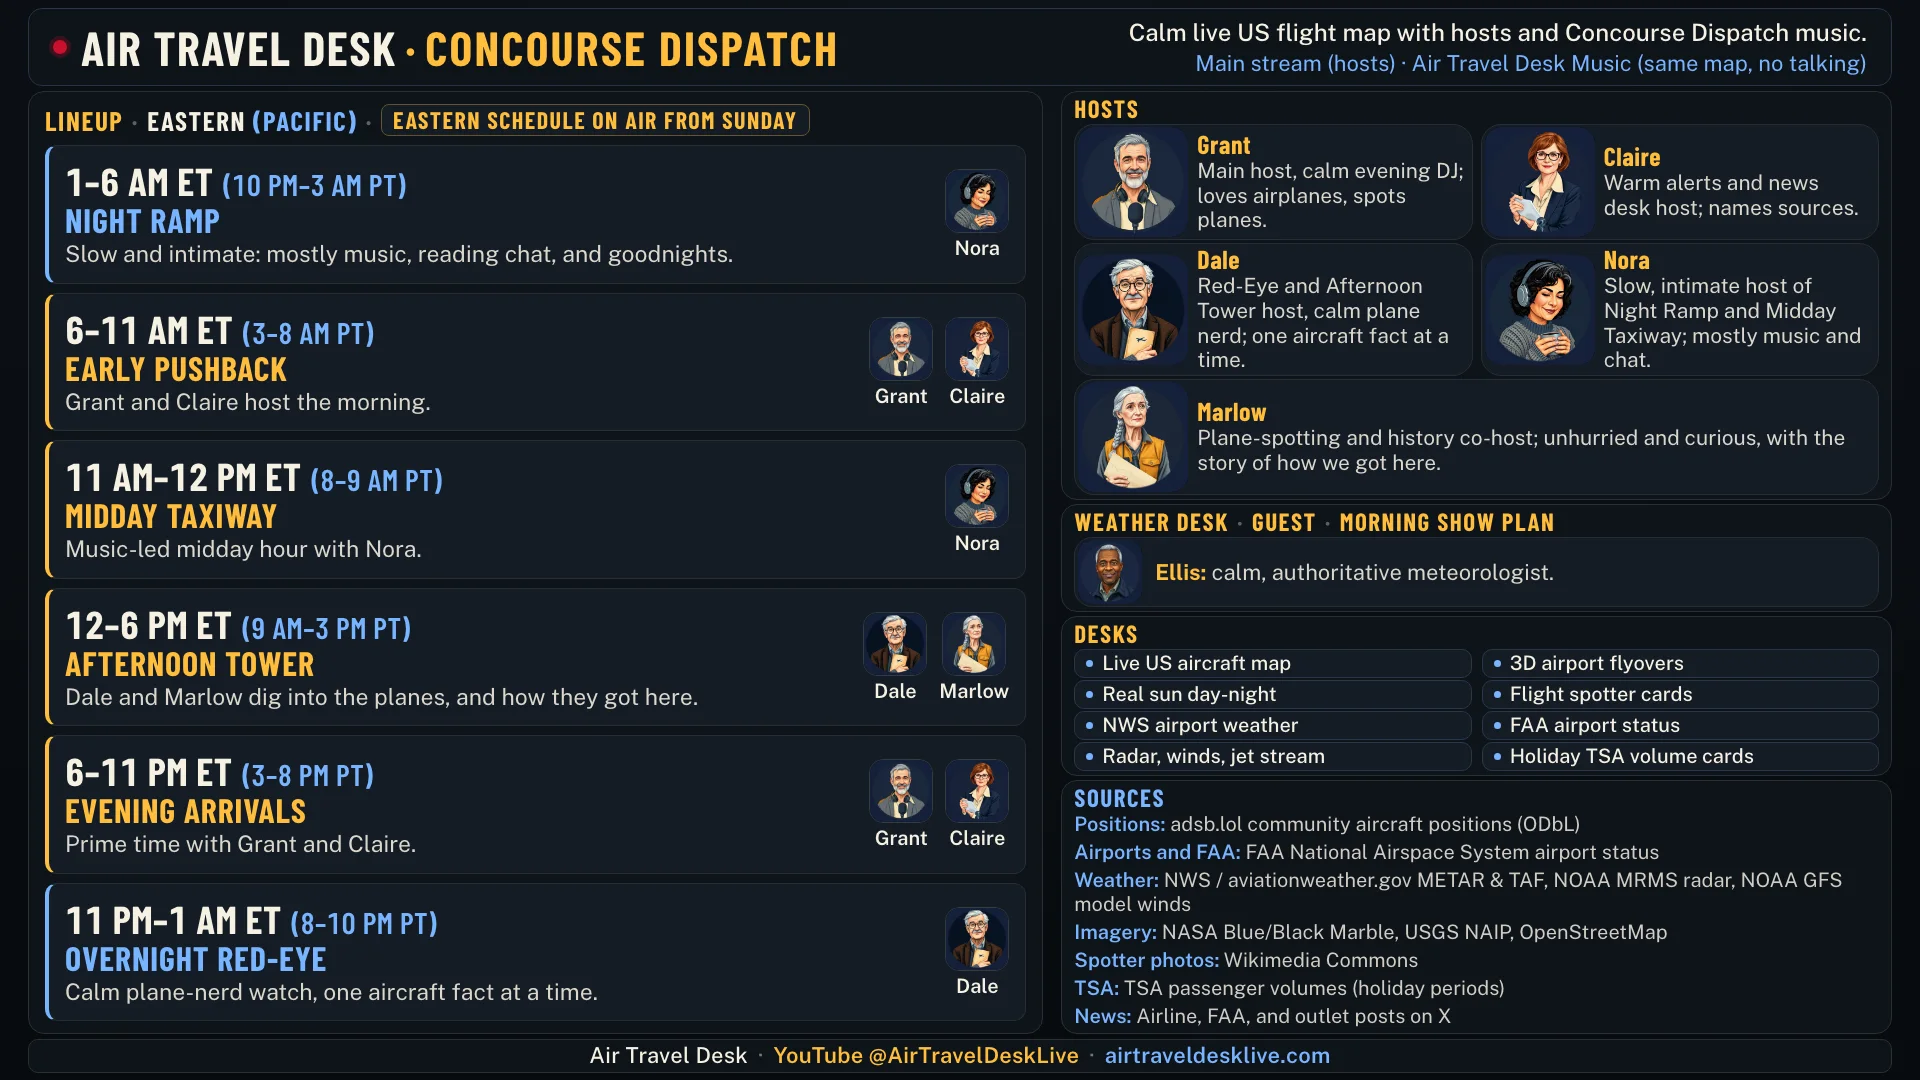 AIR TRAVEL DESK · CONCOURSE DISPATCH
Calm live US flight map with hosts and Concourse Dispatch music.
Main stream (hosts) · Air Travel Desk Music (same map, no talking)
LINEUP · EASTERN (PACIFIC) · EASTERN SCHEDULE ON AIR FROM SUNDAY
1–6 AM ET (10 PM–3 AM PT)
NIGHT RAMP
Slow and intimate: mostly music, reading chat, and goodnights.
Nora
6–11 AM ET (3–8 AM PT)
EARLY PUSHBACK
Grant and Claire host the morning.
Grant Claire
11 AM–12 PM ET (8–9 AM PT)
MIDDAY TAXIWAY
Music-led midday hour with Nora.
Nora
12–6 PM ET (9 AM–3 PM PT)
AFTERNOON TOWER
Dale and Marlow dig into the planes, and how they got here.
Dale Marlow
6–11 PM ET (3–8 PM PT)
EVENING ARRIVALS
Prime time with Grant and Claire.
Grant Claire
11 PM–1 AM ET (8–10 PM PT)
OVERNIGHT RED-EYE
Calm plane-nerd watch, one aircraft fact at a time.
Dale
HOSTS
Grant
Main host, calm evening DJ;
loves airplanes, spots
planes.
Claire
Warm alerts and news
desk host; names sources.
Dale
Red-Eye and Afternoon
Tower host, calm plane
nerd; one aircraft fact at a
time.
Nora
Slow, intimate host of
Night Ramp and Midday
Taxiway; mostly music and
chat.
Marlow
Plane-spotting and history co-host; unhurried and curious, with the
story of how we got here.
WEATHER DESK · GUEST · MORNING SHOW PLAN
Ellis: calm, authoritative meteorologist.
DESKS
• Live US aircraft map
• 3D airport flyovers
• Real sun day-night
• Flight spotter cards
• NWS airport weather
• FAA airport status
• Radar, winds, jet stream
• Holiday TSA volume cards
SOURCES
Positions: adsb.lol community aircraft positions (ODbL)
Airports and FAA: FAA National Airspace System airport status
Weather: NWS / aviationweather.gov METAR & TAF, NOAA MRMS radar, NOAA GFS
model winds
Imagery: NASA Blue/Black Marble, USGS NAIP, OpenStreetMap
Spotter photos: Wikimedia Commons
TSA: TSA passenger volumes (holiday periods)
News: Airline, FAA, and outlet posts on X
Air Travel Desk · YouTube @AirTravelDeskLive · airtraveldesklive.com